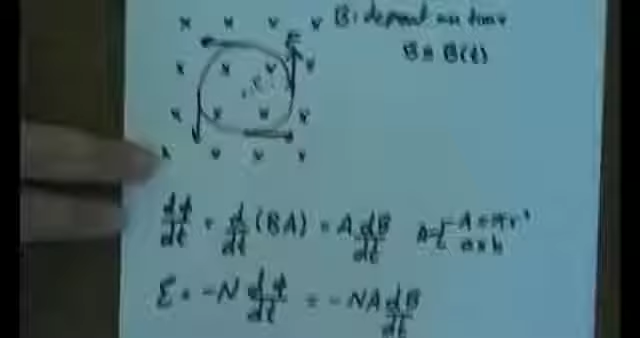 B: depend on time
B = B(t)
E
r
dφ/dt = d/dt (BA) = A dB/dt A = { A = πr²
a × b
ε = -N dφ/dt = -NA dB/dt